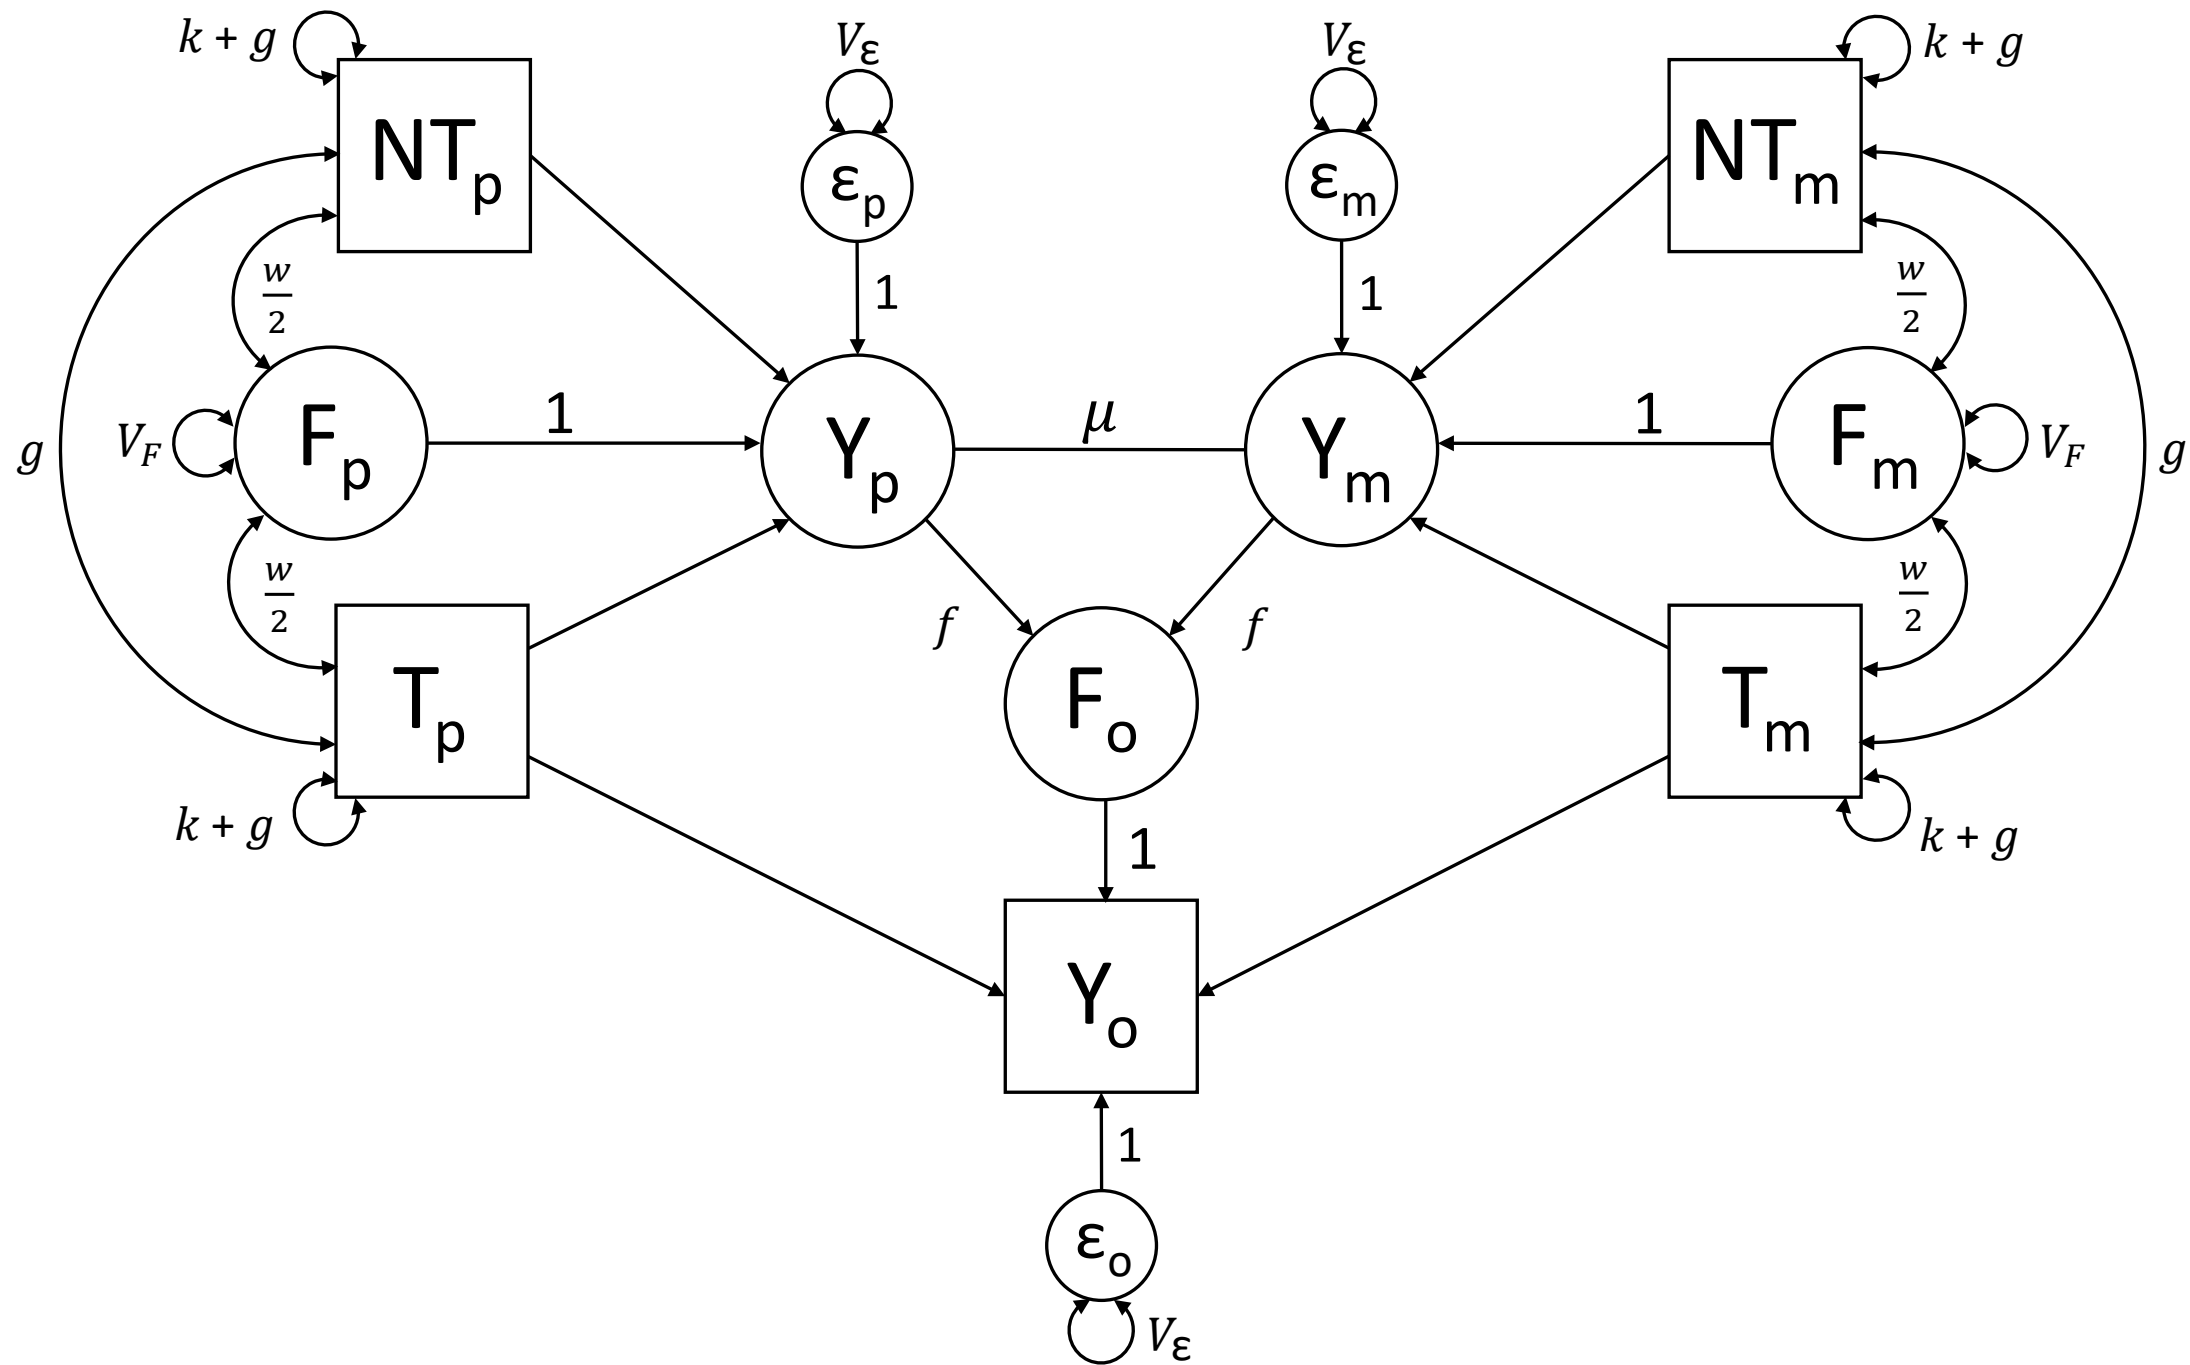 k + g
V_ε
V_ε
k + g
NT_p
ε_p
ε_m
NT_m
w/2
1
1
w/2
V_F
F_p
1
Y_p
μ
Y_m
1
F_m
V_F
g
g
w/2
f
f
w/2
T_p
F_o
T_m
k + g
1
k + g
Y_o
1
ε_o
V_ε